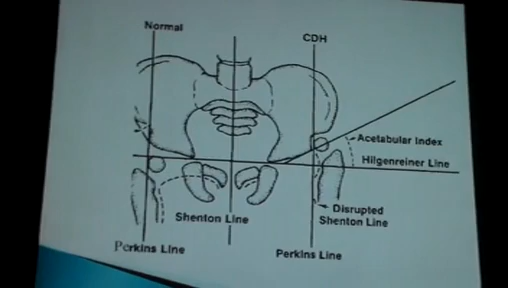 Normal
CDH
Acetabular Index
Hilgenreiner Line
Shenton Line
Disrupted
Shenton Line
Perkins Line
Perkins Line